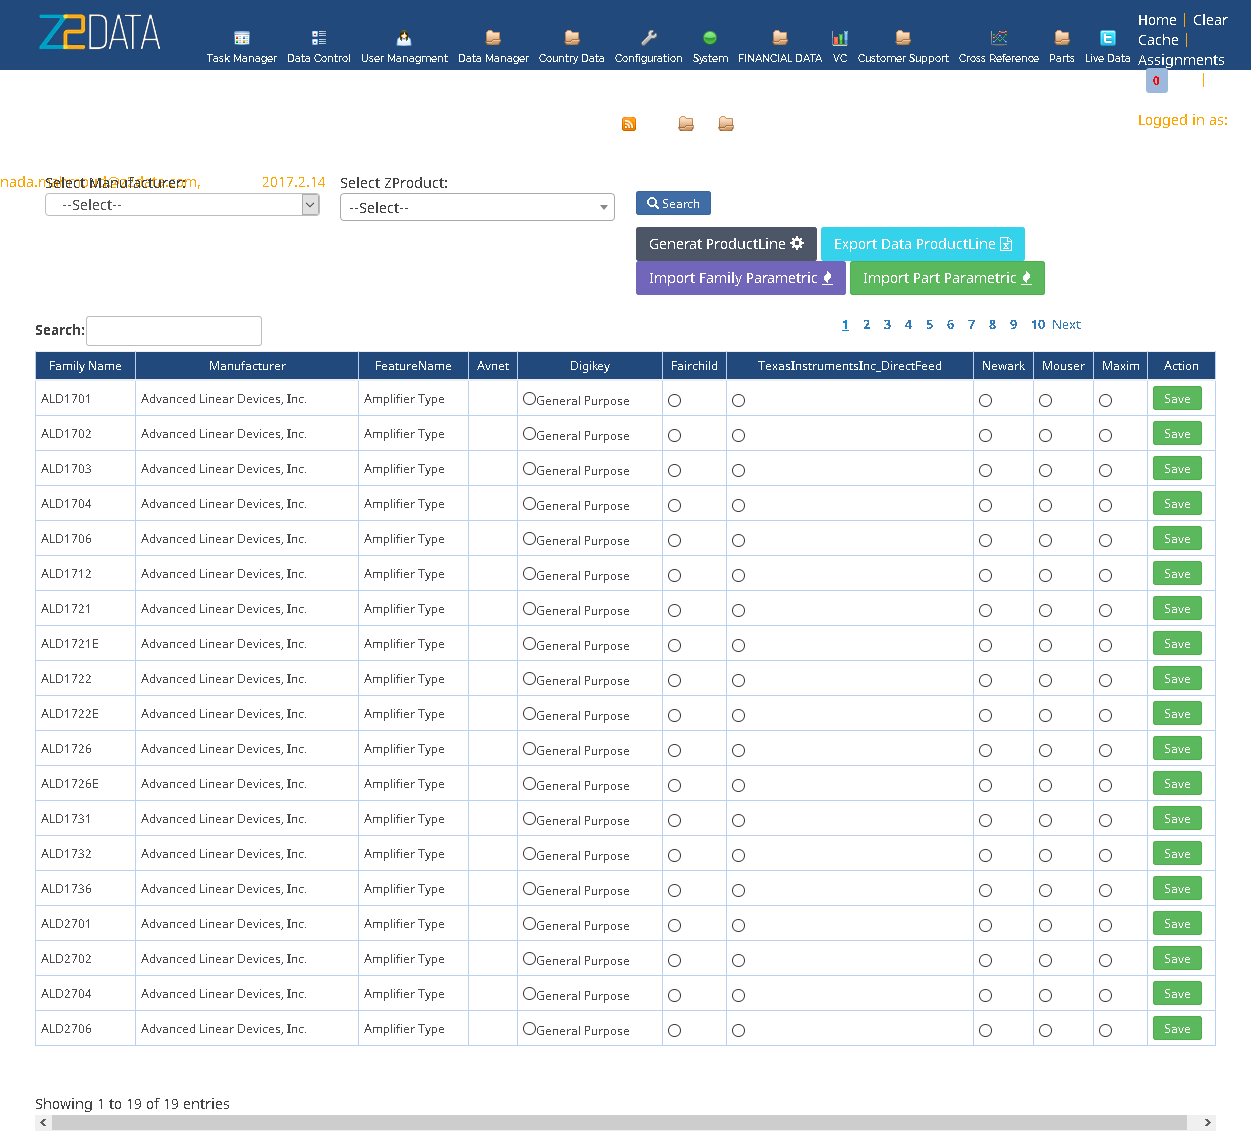 Z2DATA
Task Manager Data Control User Managment Data Manager Country Data Configuration System FINANCIAL DATA VC Customer Support Cross Reference Parts Live Data
Home | Clear
Cache |
Assignments
0 |
Logged in as:
2017.2.14
Select Manufacturer: Select ZProduct:
--Select-- --Select-- Search
Generat ProductLine Export Data ProductLine
Import Family Parametric Import Part Parametric
Search: 1 2 3 4 5 6 7 8 9 10 Next
Family Name Manufacturer FeatureName Avnet Digikey Fairchild TexasInstrumentsInc_DirectFeed Newark Mouser Maxim Action
ALD1701 Advanced Linear Devices, Inc. Amplifier Type General Purpose Save
ALD1702 Advanced Linear Devices, Inc. Amplifier Type General Purpose Save
ALD1703 Advanced Linear Devices, Inc. Amplifier Type General Purpose Save
ALD1704 Advanced Linear Devices, Inc. Amplifier Type General Purpose Save
ALD1706 Advanced Linear Devices, Inc. Amplifier Type General Purpose Save
ALD1712 Advanced Linear Devices, Inc. Amplifier Type General Purpose Save
ALD1721 Advanced Linear Devices, Inc. Amplifier Type General Purpose Save
ALD1721E Advanced Linear Devices, Inc. Amplifier Type General Purpose Save
ALD1722 Advanced Linear Devices, Inc. Amplifier Type General Purpose Save
ALD1722E Advanced Linear Devices, Inc. Amplifier Type General Purpose Save
ALD1726 Advanced Linear Devices, Inc. Amplifier Type General Purpose Save
ALD1726E Advanced Linear Devices, Inc. Amplifier Type General Purpose Save
ALD1731 Advanced Linear Devices, Inc. Amplifier Type General Purpose Save
ALD1732 Advanced Linear Devices, Inc. Amplifier Type General Purpose Save
ALD1736 Advanced Linear Devices, Inc. Amplifier Type General Purpose Save
ALD2701 Advanced Linear Devices, Inc. Amplifier Type General Purpose Save
ALD2702 Advanced Linear Devices, Inc. Amplifier Type General Purpose Save
ALD2704 Advanced Linear Devices, Inc. Amplifier Type General Purpose Save
ALD2706 Advanced Linear Devices, Inc. Amplifier Type General Purpose Save
Showing 1 to 19 of 19 entries